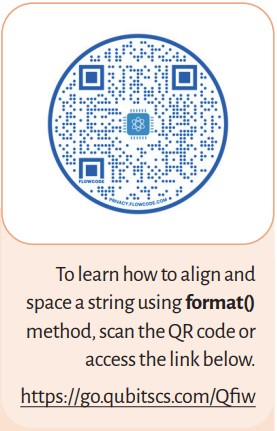 FLOWCODE
PRIVACY.FLOWCODE.COM
To learn how to align and
space a string using format()
method, scan the QR code or
access the link below.
https://go.qubitscs.com/Qfiw